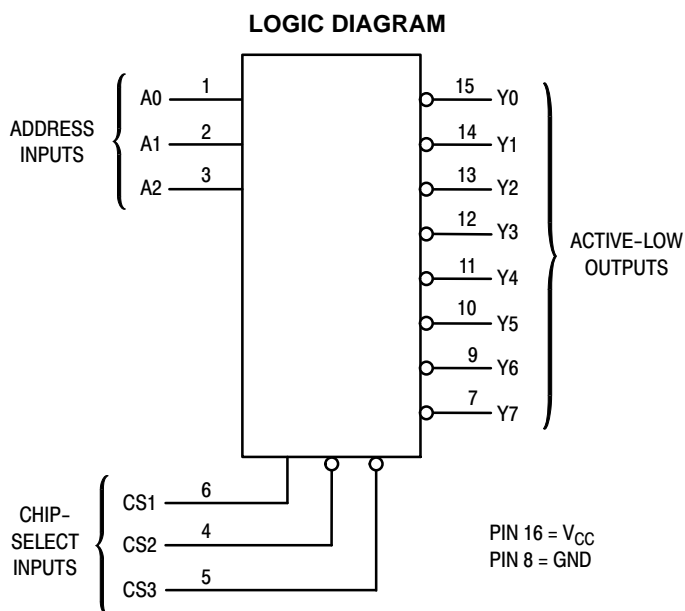 LOGIC DIAGRAM
ADDRESS
INPUTS
A0 1
A1 2
A2 3
15 Y0
14 Y1
13 Y2
12 Y3
11 Y4
10 Y5
9 Y6
7 Y7
ACTIVE-LOW
OUTPUTS
CHIP-
SELECT
INPUTS
CS1 6
CS2 4
CS3 5
PIN 16 = VCC
PIN 8 = GND